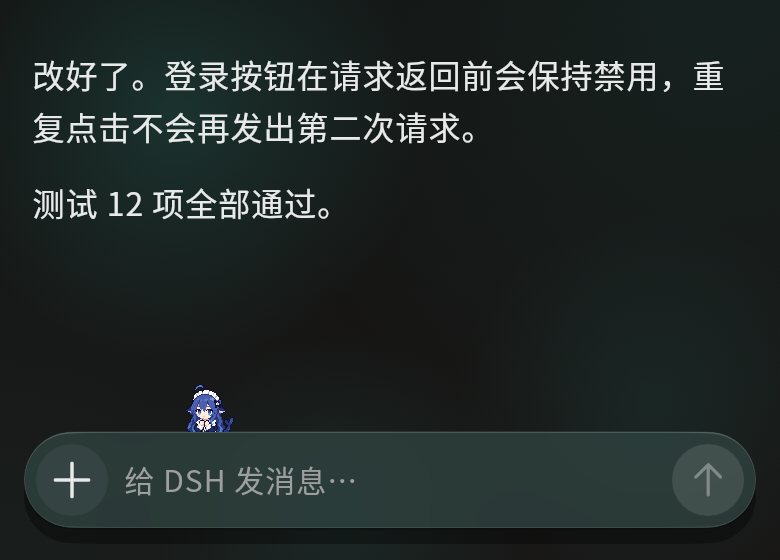 改好了。登录按钮在请求返回前会保持禁用，重
复点击不会再发出第二次请求。
测试 12 项全部通过。
给 DSH 发消息…